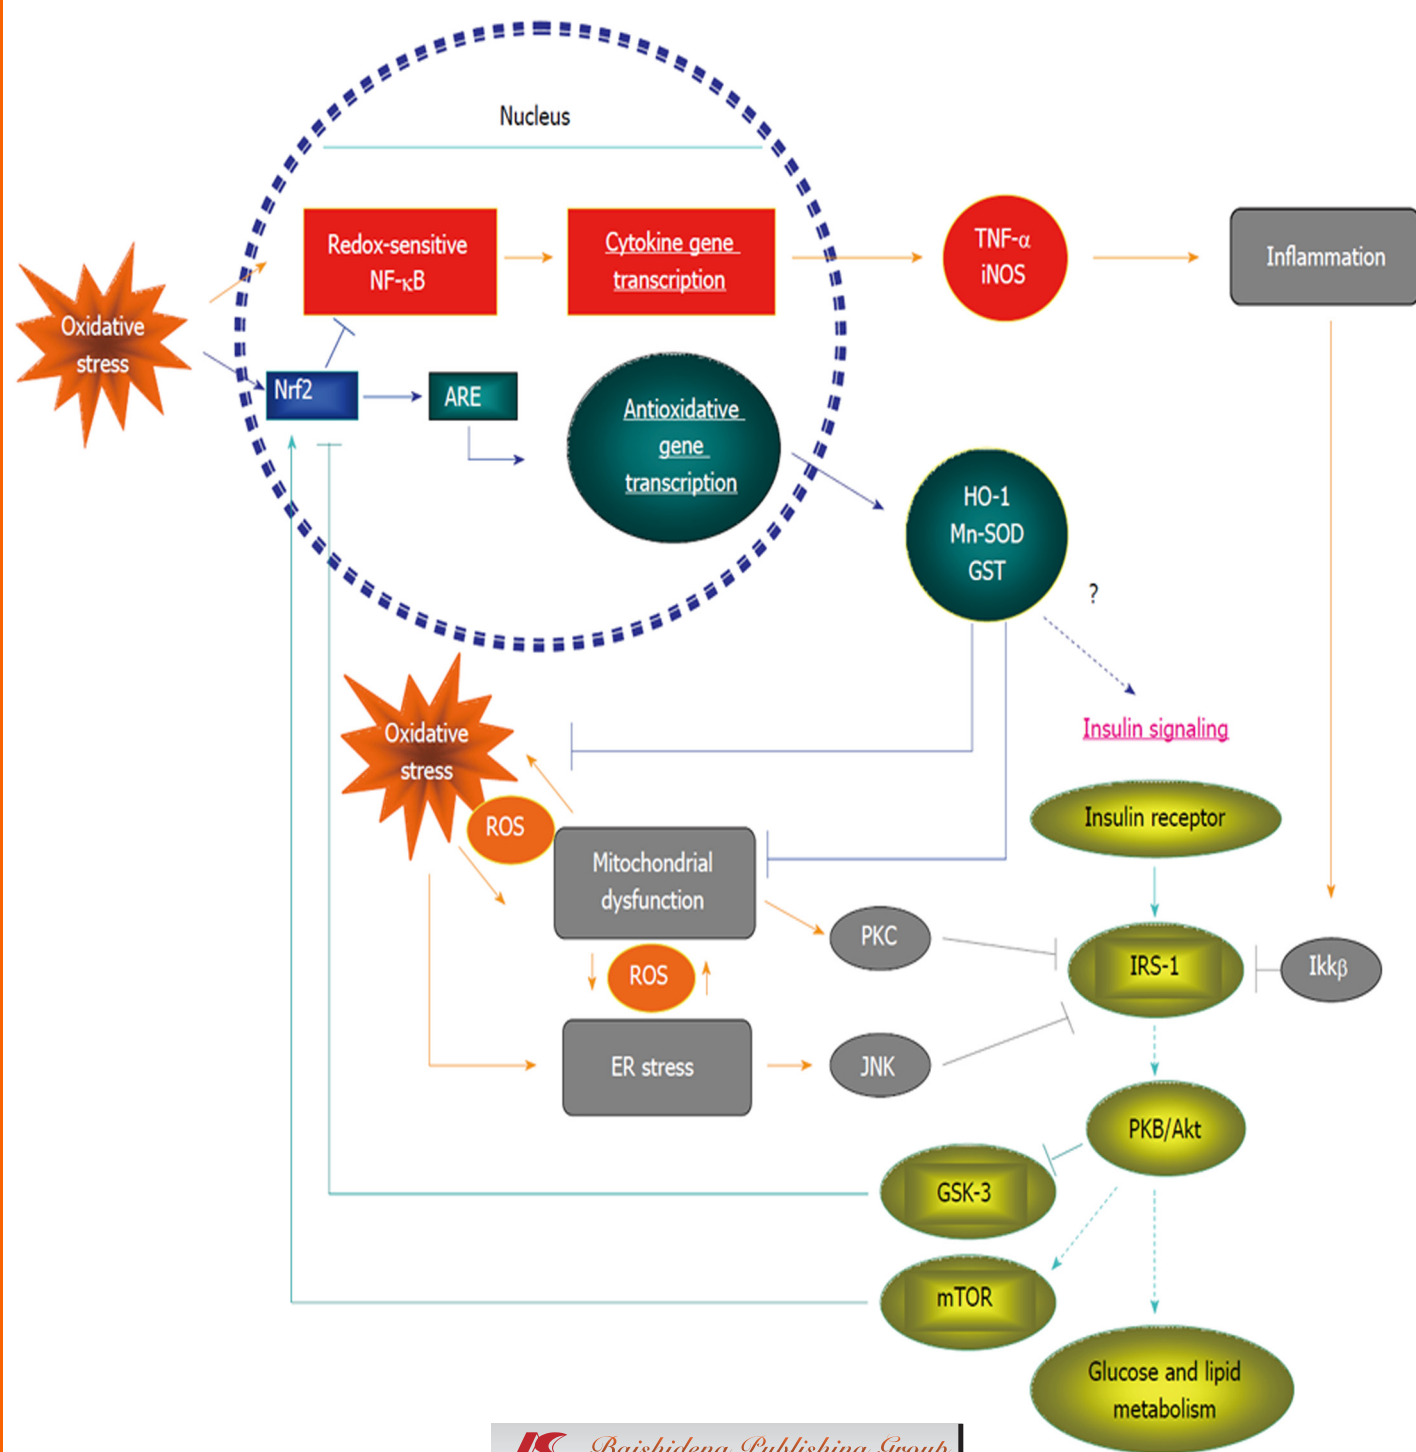 Nucleus
Redox-sensitive
NF-κB
Cytokine gene
transcription
TNF-α
iNOS
Inflammation
Oxidative
stress
Nrf2
ARE
Antioxidative
gene
transcription
HO-1
Mn-SOD
GST
?
Oxidative
stress
Insulin signaling
ROS
Insulin receptor
Mitochondrial
dysfunction
PKC
IRS-1
Ikkβ
ROS
ER stress
JNK
PKB/Akt
GSK-3
mTOR
Glucose and lipid
metabolism
Baishideng Publishing Group